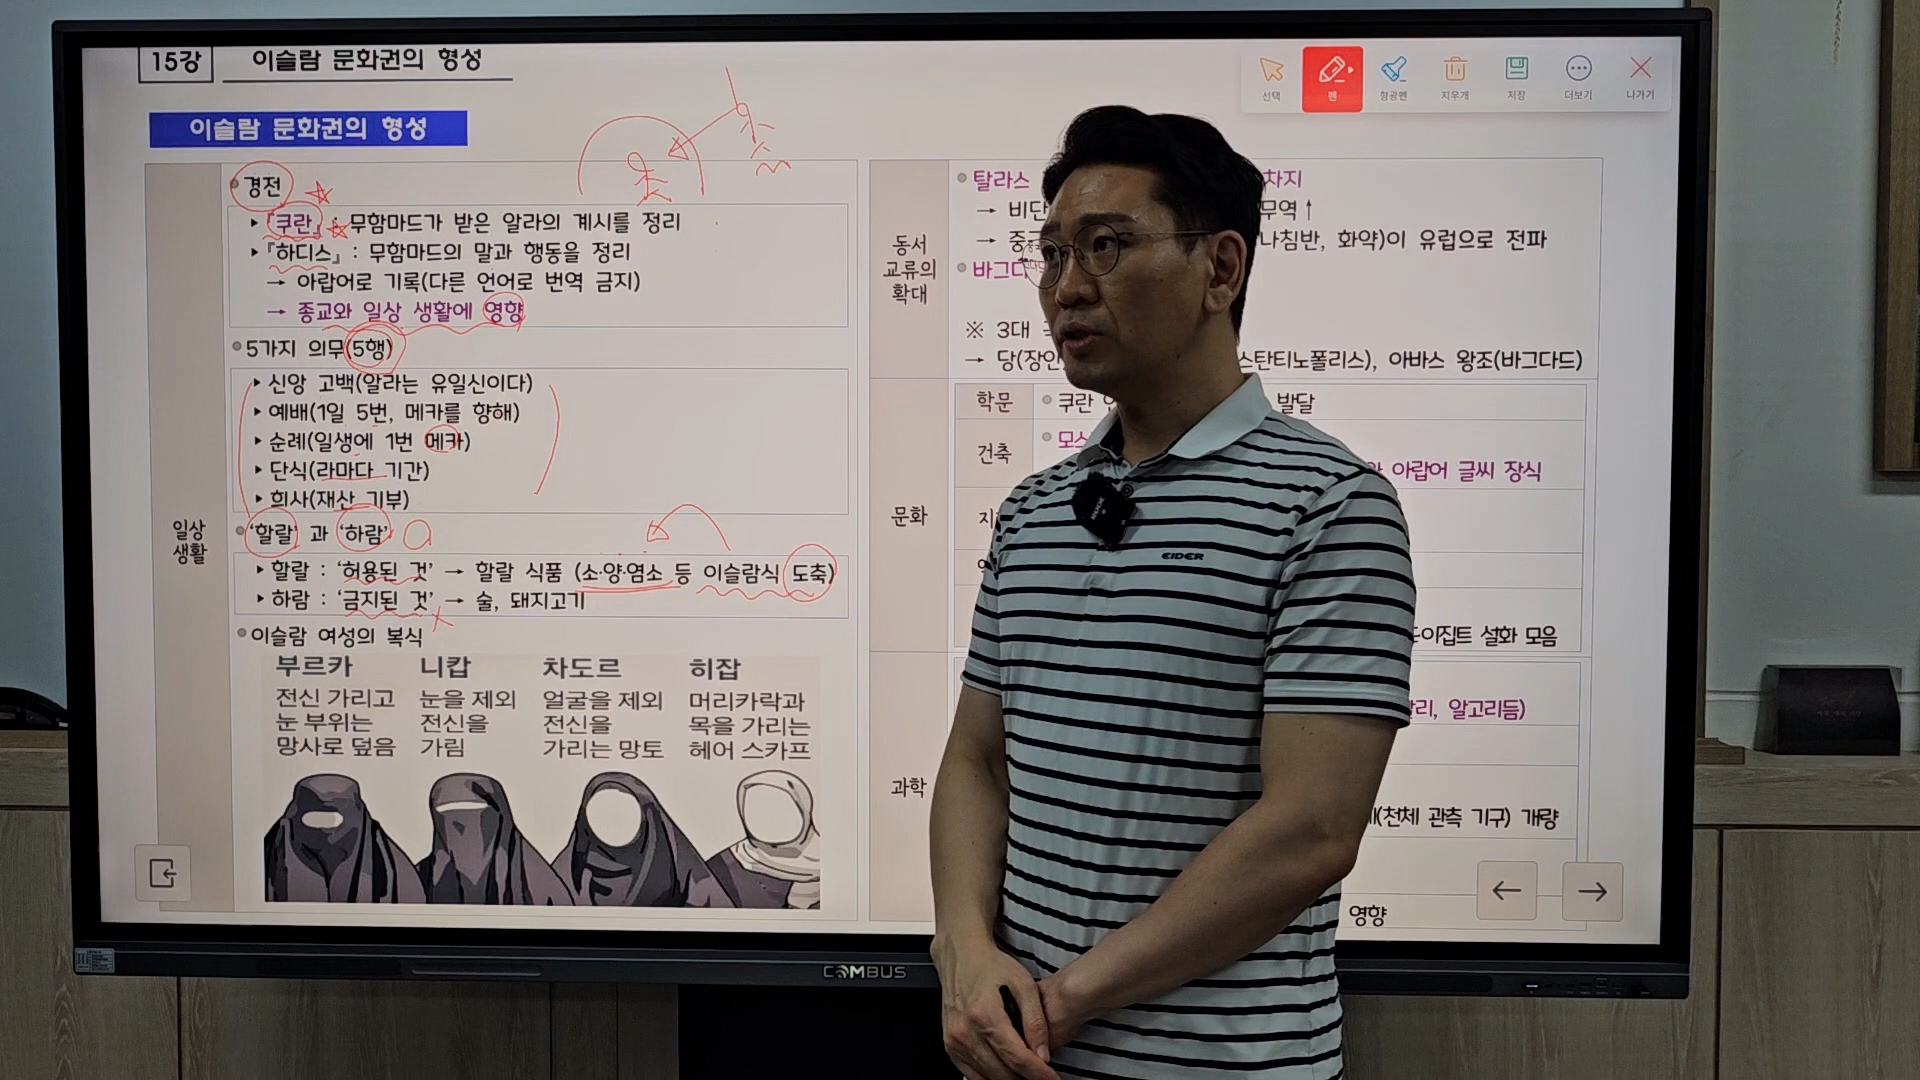 15강 이슬람 문화권의 형성
이슬람 문화권의 형성
선택 펜 형광펜 지우개 저장 더보기 나가기
일상
생활
경전
『쿠란』 : 무함마드가 받은 알라의 계시를 정리
『하디스』 : 무함마드의 말과 행동을 정리
→ 아랍어로 기록(다른 언어로 번역 금지)
→ 종교와 일상 생활에 영향
5가지 의무(5행)
신앙 고백(알라는 유일신이다)
예배(1일 5번, 메카를 향해)
순례(일생에 1번 메카)
단식(라마다 기간)
희사(재산 기부)
'할랄' 과 '하람'
할랄 : '허용된 것' → 할랄 식품 (소·양·염소 등 이슬람식 도축)
하람 : '금지된 것' → 술, 돼지고기
이슬람 여성의 복식
부르카
전신 가리고
눈 부위는
망사로 덮음
니캅
눈을 제외
전신을
가림
차도르
얼굴을 제외
전신을
가리는 망토
히잡
머리카락과
목을 가리는
헤어 스카프
동서
교류의
확대
탈라스 차지
→ 비단 무역↑
→ 중국 나침반, 화약)이 유럽으로 전파
바그다
※ 3대
→ 당(장안 스탄티노폴리스), 아바스 왕조(바그다드)
문화
학문
쿠란 발달
건축
모스
아랍어 글씨 장식
지
이집트 설화 모음
과학
알고리듬)
(천체 관측 기구) 개량
영향
COMBUS
EIDER